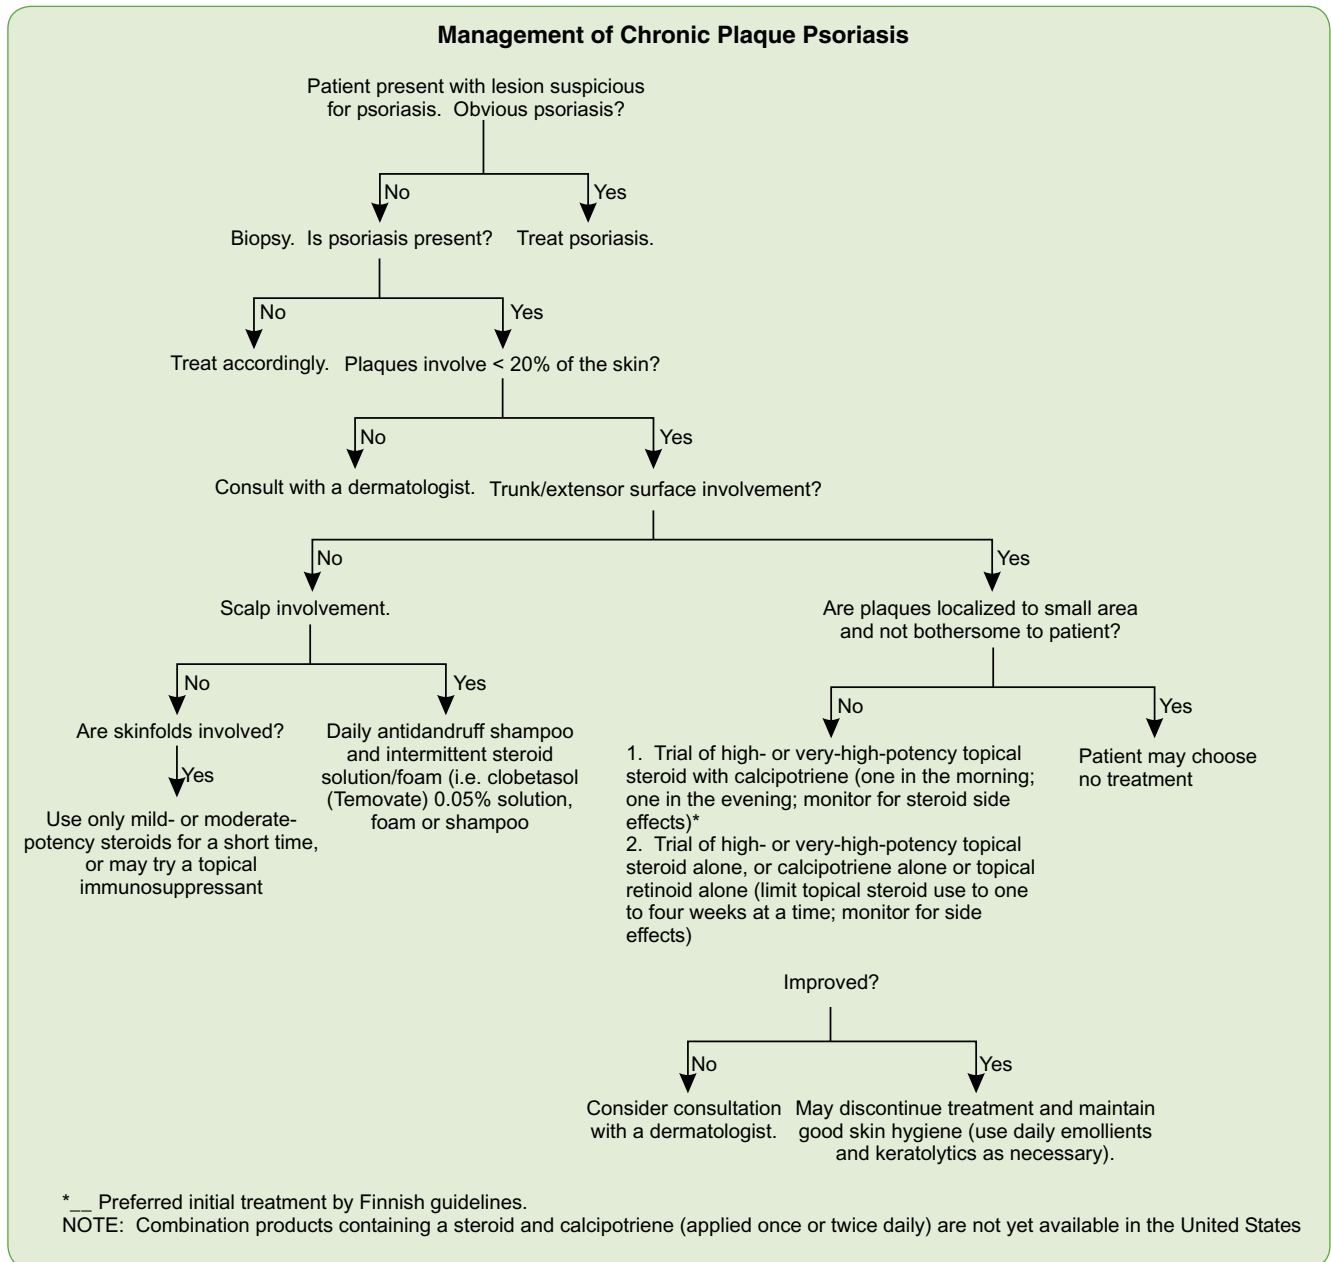 Management of Chronic Plaque Psoriasis
Patient present with lesion suspicious
for psoriasis. Obvious psoriasis?
No
Yes
Biopsy. Is psoriasis present?
Treat psoriasis.
No
Yes
Treat accordingly.
Plaques involve < 20% of the skin?
No
Yes
Consult with a dermatologist.
Trunk/extensor surface involvement?
No
Yes
Scalp involvement.
Are plaques localized to small area
and not bothersome to patient?
No
Yes
No
Yes
Are skinfolds involved?
Yes
Use only mild- or moderate-
potency steroids for a short time,
or may try a topical
immunosuppressant
Daily antidandruff shampoo
and intermittent steroid
solution/foam (i.e. clobetasol
(Temovate) 0.05% solution,
foam or shampoo
1. Trial of high- or very-high-potency topical
steroid with calcipotriene (one in the morning;
one in the evening; monitor for steroid side
effects)*
2. Trial of high- or very-high-potency topical
steroid alone, or calcipotriene alone or topical
retinoid alone (limit topical steroid use to one
to four weeks at a time; monitor for side
effects)
Patient may choose
no treatment
Improved?
No
Yes
Consider consultation
with a dermatologist.
May discontinue treatment and maintain
good skin hygiene (use daily emollients
and keratolytics as necessary).
*__ Preferred initial treatment by Finnish guidelines.
NOTE: Combination products containing a steroid and calcipotriene (applied once or twice daily) are not yet available in the United States